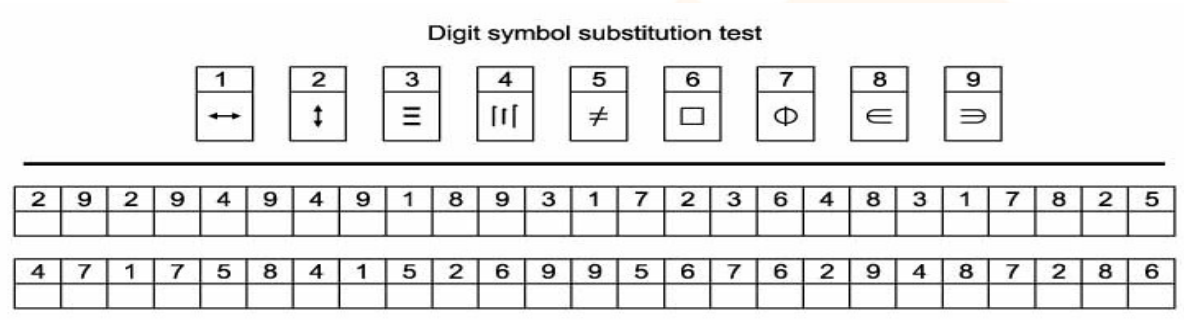 Digit symbol substitution test
1 2 3 4 5 6 7 8 9
↔ ↕ ☰ ⌈⌈⌈ ≠ □ Φ ∈ ∋
2 9 2 9 4 9 4 9 1 8 9 3 1 7 2 3 6 4 8 3 1 7 8 2 5
4 7 1 7 5 8 4 1 5 2 6 9 9 5 6 7 6 2 9 4 8 7 2 8 6